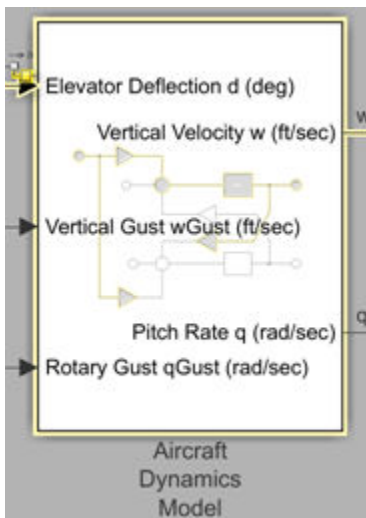 Elevator Deflection d (deg)
Vertical Velocity w (ft/sec)
w
Vertical Gust wGust (ft/sec)
Pitch Rate q (rad/sec)
q
Rotary Gust qGust (rad/sec)
Aircraft
Dynamics
Model